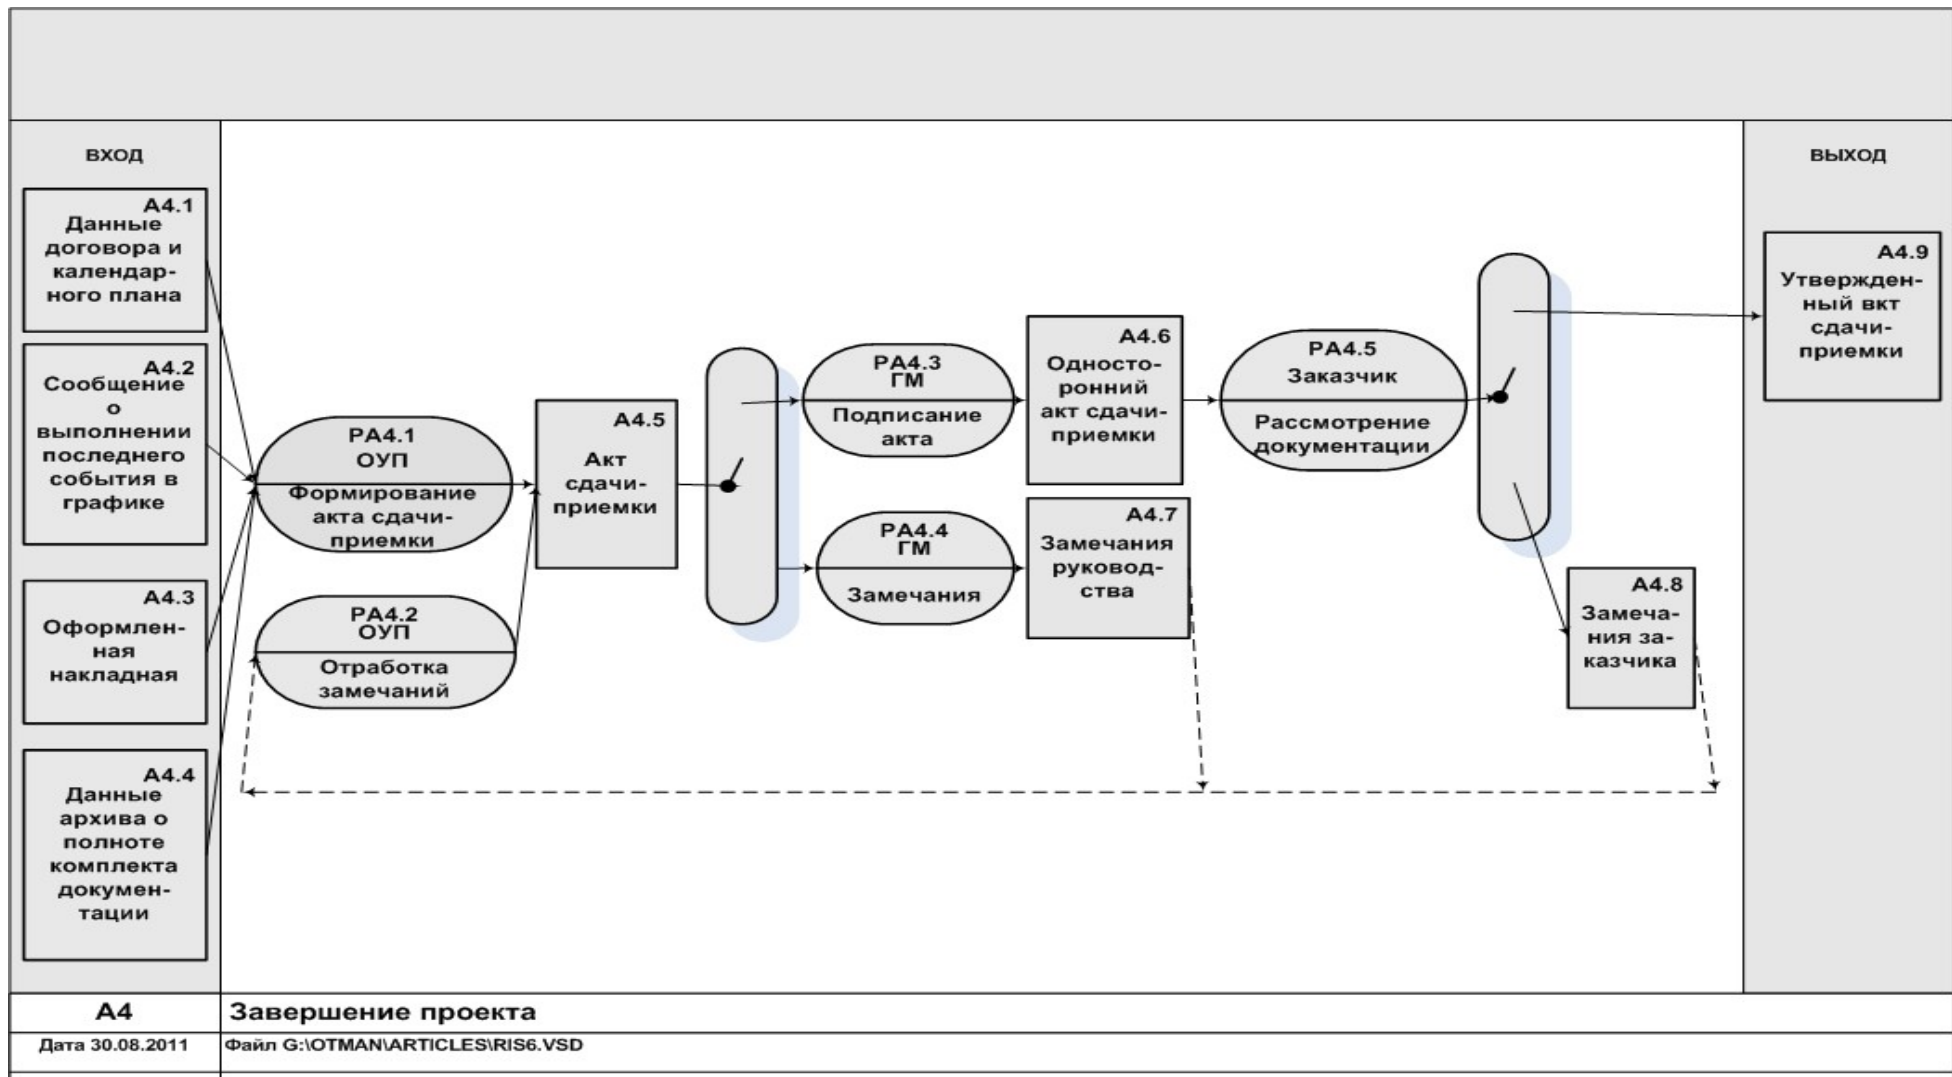 ВХОД
А4.1
Данные
договора и
календар-
ного плана
А4.2
Сообщение
о
выполнении
последнего
события в
графике
А4.3
Оформлен-
ная
накладная
А4.4
Данные
архива о
полноте
комплекта
докумен-
тации
РА4.1
ОУП
Формирование
акта сдачи-
приемки
РА4.2
ОУП
Отработка
замечаний
А4.5
Акт
сдачи-
приемки
РА4.3
ГМ
Подписание
акта
РА4.4
ГМ
Замечания
А4.6
Односто-
ронний
акт сдачи-
приемки
А4.7
Замечания
руковод-
ства
РА4.5
Заказчик
Рассмотрение
документации
А4.8
Замеча-
ния за-
казчика
ВЫХОД
А4.9
Утвержден-
ный вкт
сдачи-
приемки
А4
Завершение проекта
Дата 30.08.2011
Файл G:\OTMAN\ARTICLES\RIS6.VSD